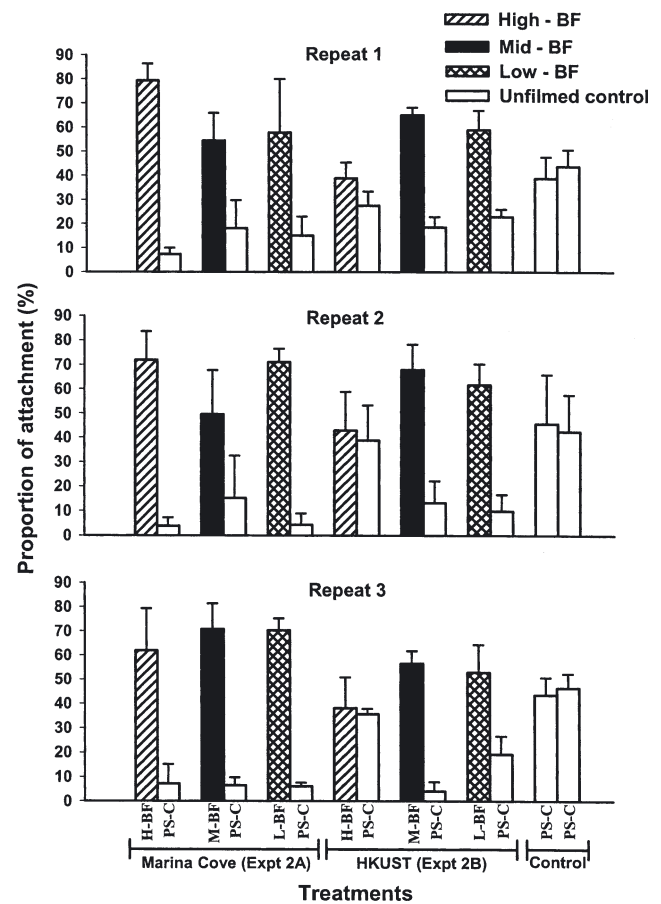 High - BF
Mid - BF
Low - BF
Unfilmed control
Repeat 1
90
80
70
60
50
40
30
20
10
0
Repeat 2
90
80
70
60
50
40
30
20
10
0
Repeat 3
90
80
70
60
50
40
30
20
10
0
Proportion of attachment (%)
H-BF PS-C M-BF PS-C L-BF PS-C H-BF PS-C M-BF PS-C L-BF PS-C PS-C PS-C
Marina Cove (Expt 2A) HKUST (Expt 2B) Control
Treatments